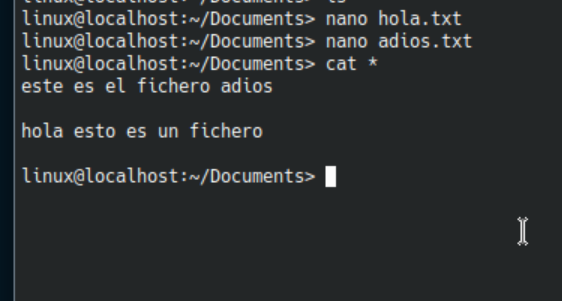 linux@localhost:~/Documents> nano hola.txt
linux@localhost:~/Documents> nano adios.txt
linux@localhost:~/Documents> cat *
este es el fichero adios
hola esto es un fichero
linux@localhost:~/Documents>